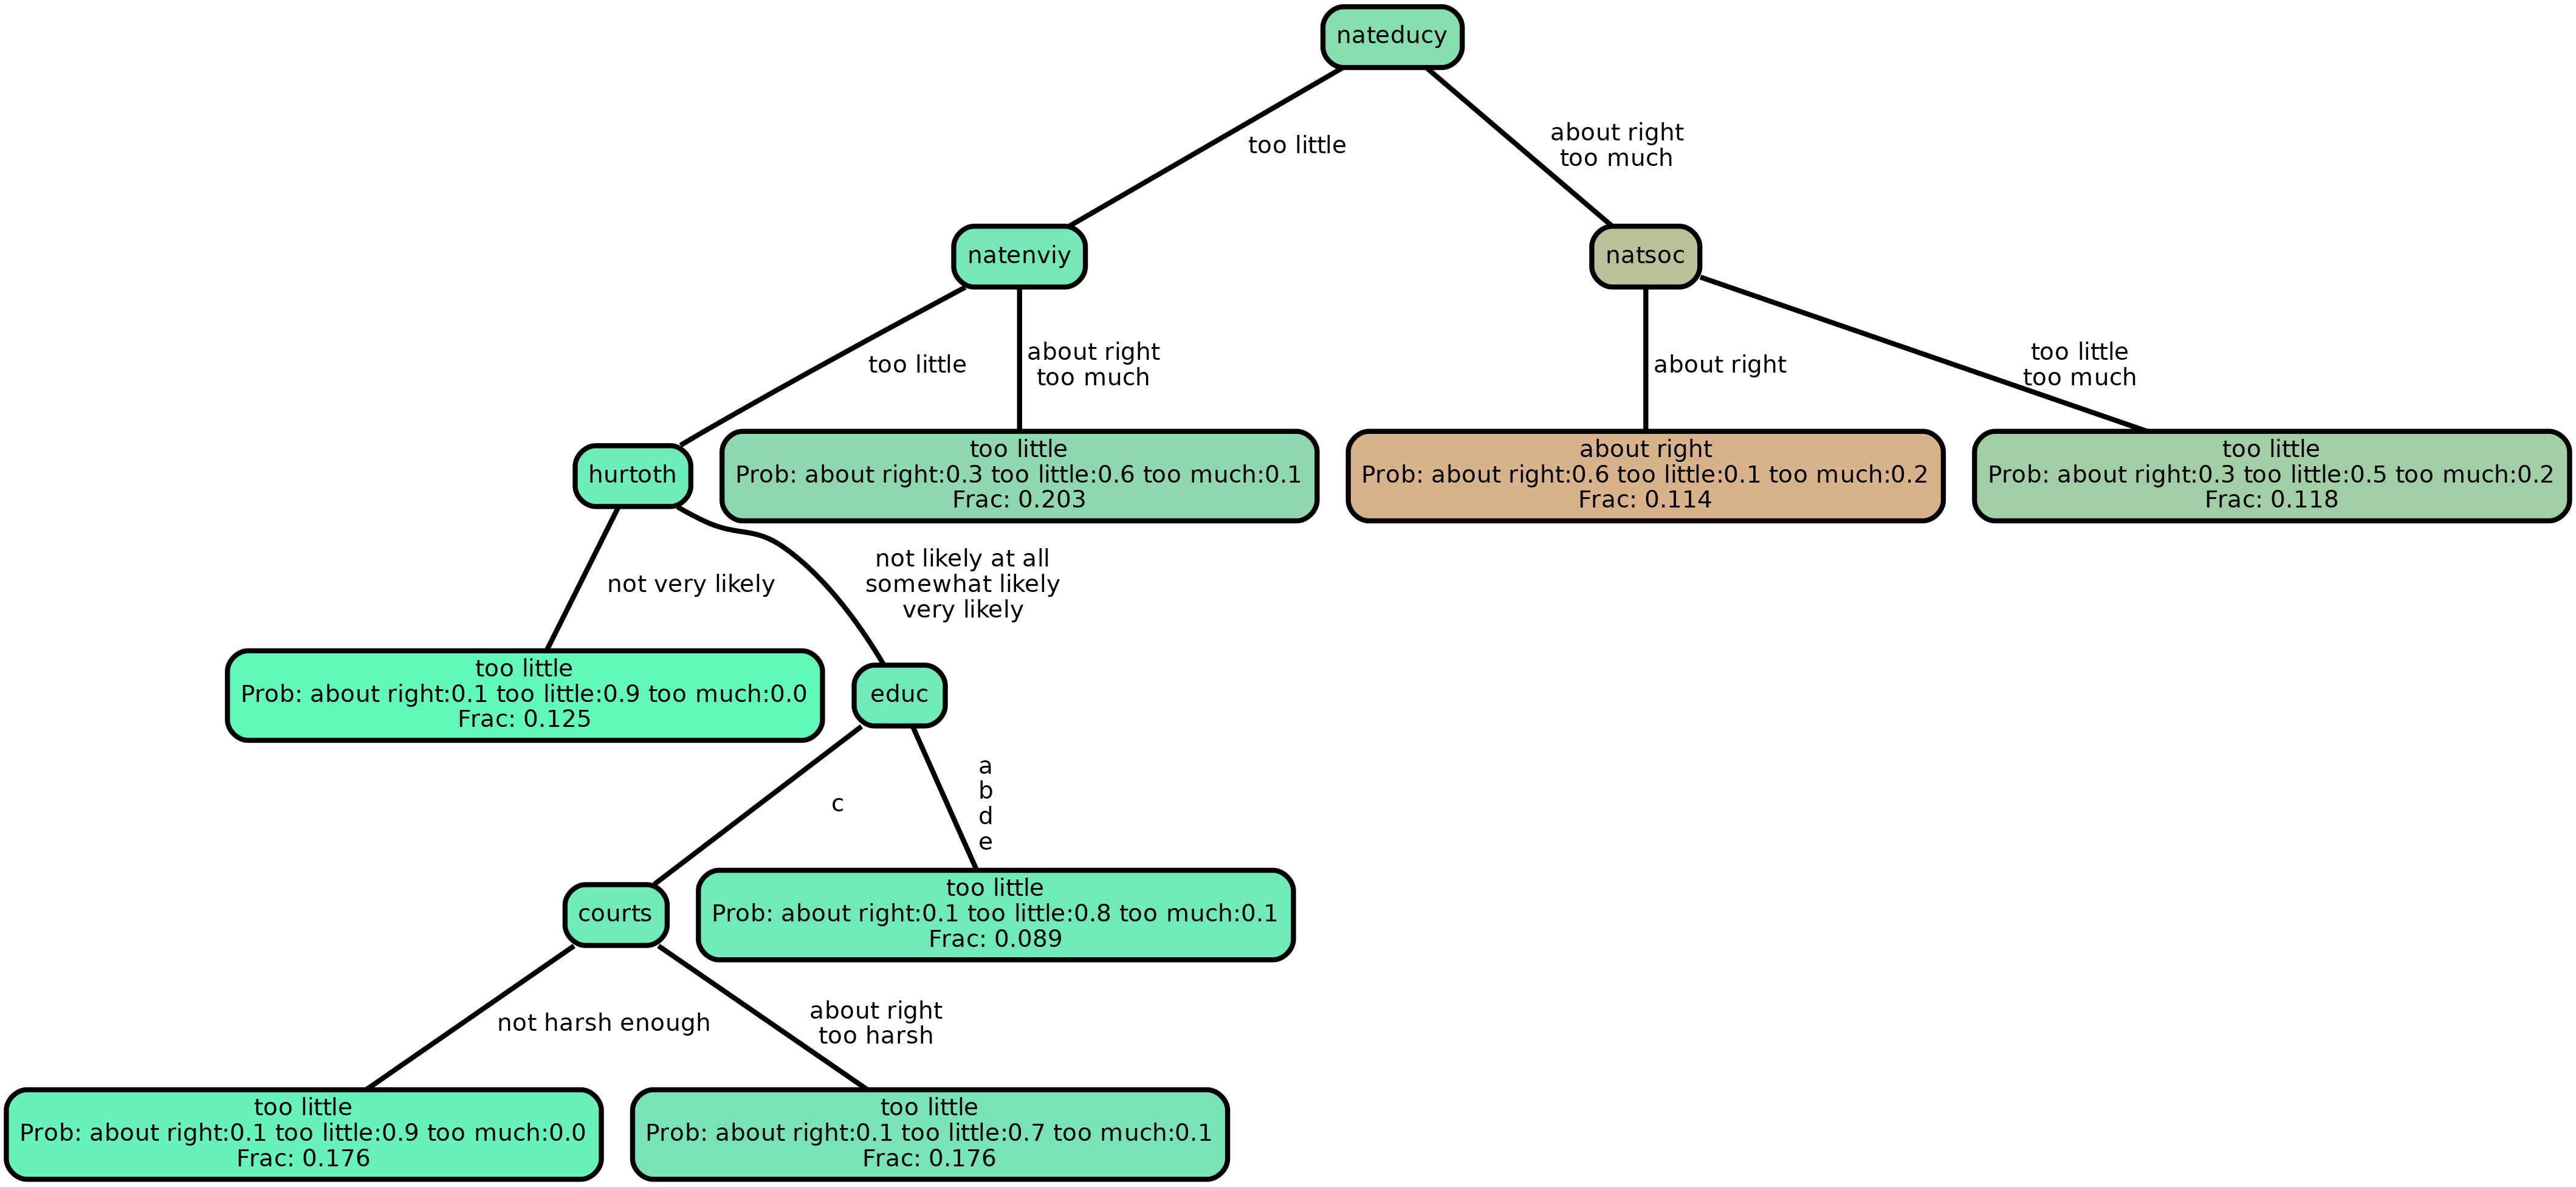 nateducy
too little
about right
too much
natenviy
natsoc
too little
about right
too much
about right
too little
too much
hurtoth
too little
Prob: about right:0.3 too little:0.6 too much:0.1
Frac: 0.203
about right
Prob: about right:0.6 too little:0.1 too much:0.2
Frac: 0.114
too little
Prob: about right:0.3 too little:0.5 too much:0.2
Frac: 0.118
not very likely
not likely at all
somewhat likely
very likely
too little
Prob: about right:0.1 too little:0.9 too much:0.0
Frac: 0.125
educ
c
a
b
d
e
courts
too little
Prob: about right:0.1 too little:0.8 too much:0.1
Frac: 0.089
not harsh enough
about right
too harsh
too little
Prob: about right:0.1 too little:0.9 too much:0.0
Frac: 0.176
too little
Prob: about right:0.1 too little:0.7 too much:0.1
Frac: 0.176